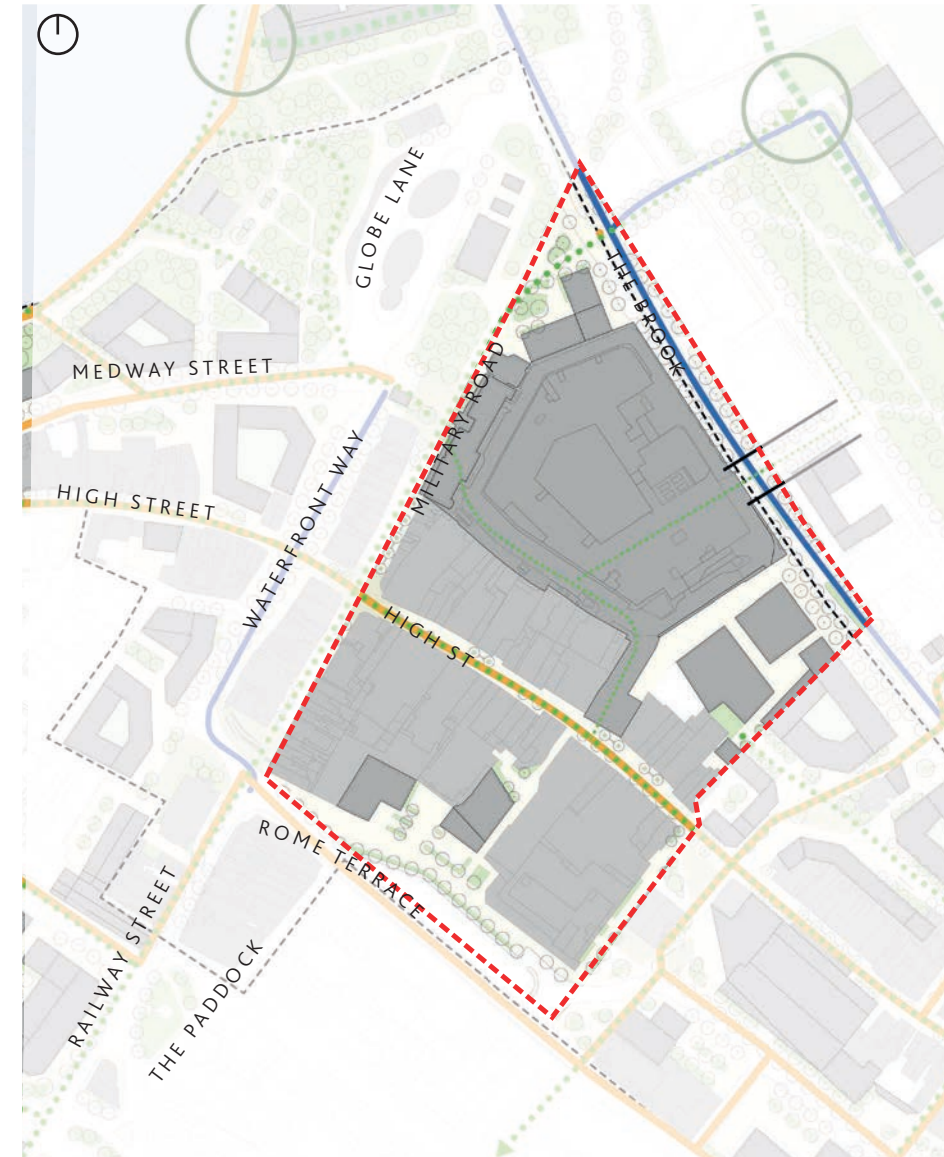 GLOBE LANE
THE BROOK
MEDWAY STREET
MILITARY ROAD
HIGH STREET
WATERFRONT WAY
HIGH ST
ROME TERRACE
RAILWAY STREET
THE PADDOCK